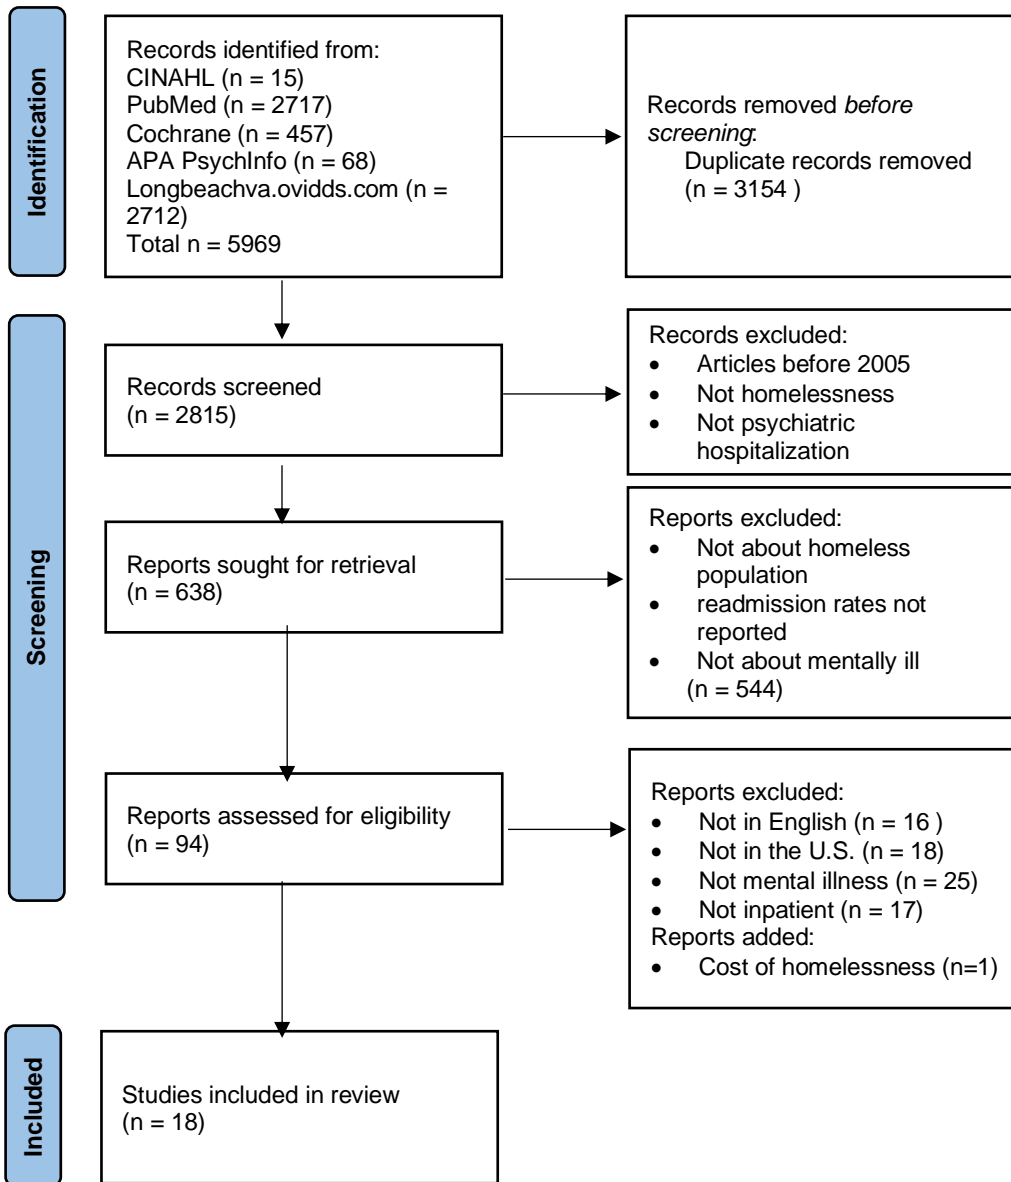 Identification
Records identified from:
CINAHL (n = 15)
PubMed (n = 2717)
Cochrane (n = 457)
APA PsychInfo (n = 68)
Longbeachva.ovidds.com (n =
2712)
Total n = 5969
Records removed before
screening:
Duplicate records removed
(n = 3154 )
Screening
Records screened
(n = 2815)
Records excluded:
• Articles before 2005
• Not homelessness
• Not psychiatric
hospitalization
Reports sought for retrieval
(n = 638)
Reports excluded:
• Not about homeless
population
• readmission rates not
reported
• Not about mentally ill
(n = 544)
Reports assessed for eligibility
(n = 94)
Reports excluded:
• Not in English (n = 16 )
• Not in the U.S. (n = 18)
• Not mental illness (n = 25)
• Not inpatient (n = 17)
Reports added:
• Cost of homelessness (n=1)
Included
Studies included in review
(n = 18)